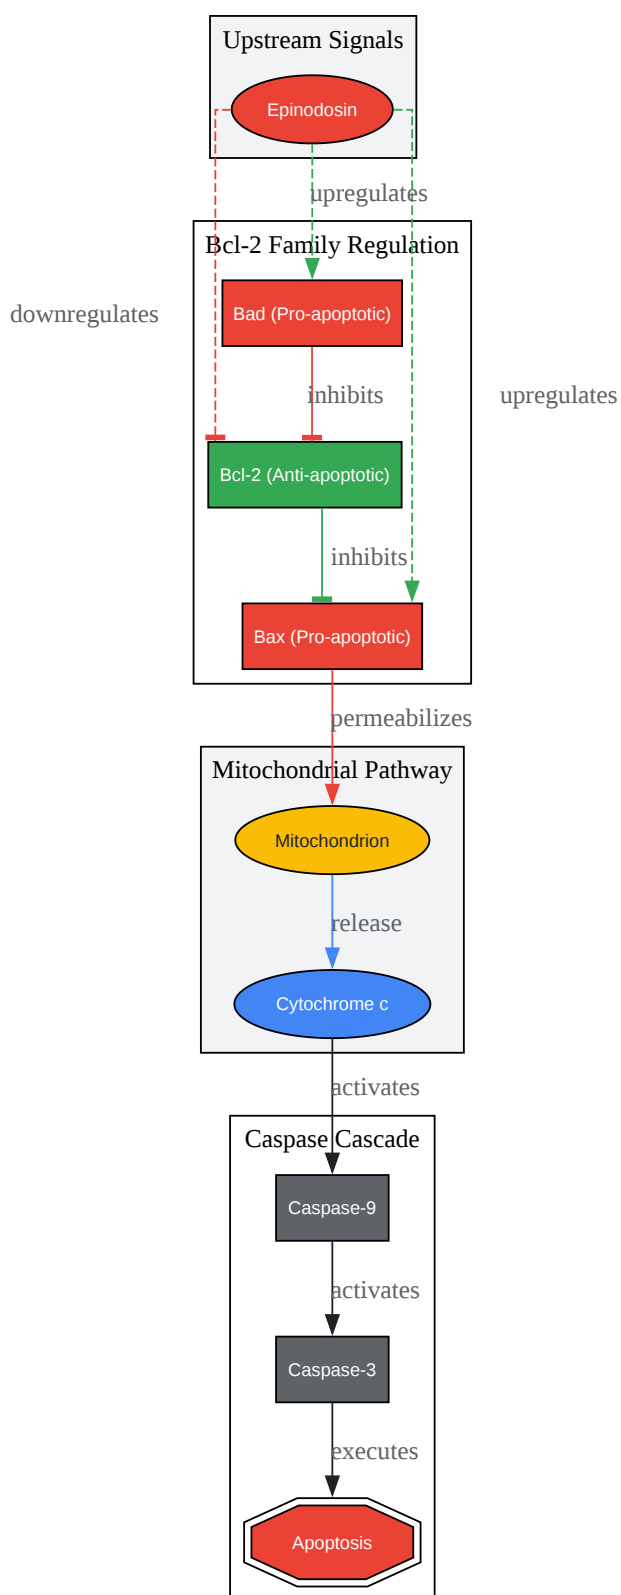 Upstream Signals
Epinodosin
upregulates
Bcl-2 Family Regulation
Bad (Pro-apoptotic)
downregulates
inhibits
upregulates
Bcl-2 (Anti-apoptotic)
inhibits
Bax (Pro-apoptotic)
permeabilizes
Mitochondrial Pathway
Mitochondrion
release
Cytochrome c
activates
Caspase Cascade
Caspase-9
activates
Caspase-3
executes
Apoptosis